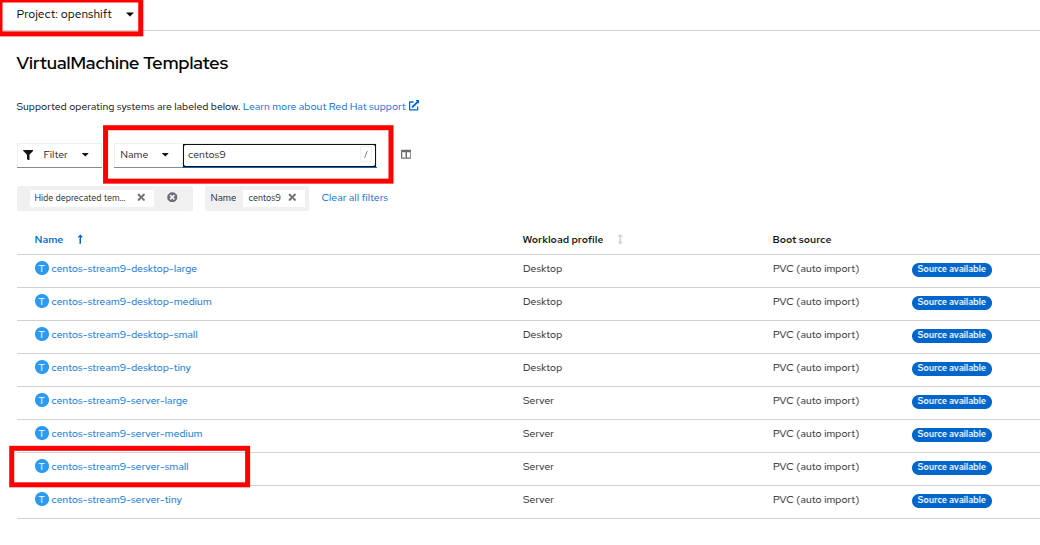 Project: openshift
VirtualMachine Templates
Supported operating systems are labeled below. Learn more about Red Hat support
Filter Name centos9 /
Hide deprecated tem... Name centos9 Clear all filters
Name Workload profile Boot source
T centos-stream9-desktop-large Desktop PVC (auto import) Source available
T centos-stream9-desktop-medium Desktop PVC (auto import) Source available
T centos-stream9-desktop-small Desktop PVC (auto import) Source available
T centos-stream9-desktop-tiny Desktop PVC (auto import) Source available
T centos-stream9-server-large Server PVC (auto import) Source available
T centos-stream9-server-medium Server PVC (auto import) Source available
T centos-stream9-server-small Server PVC (auto import) Source available
T centos-stream9-server-tiny Server PVC (auto import) Source available